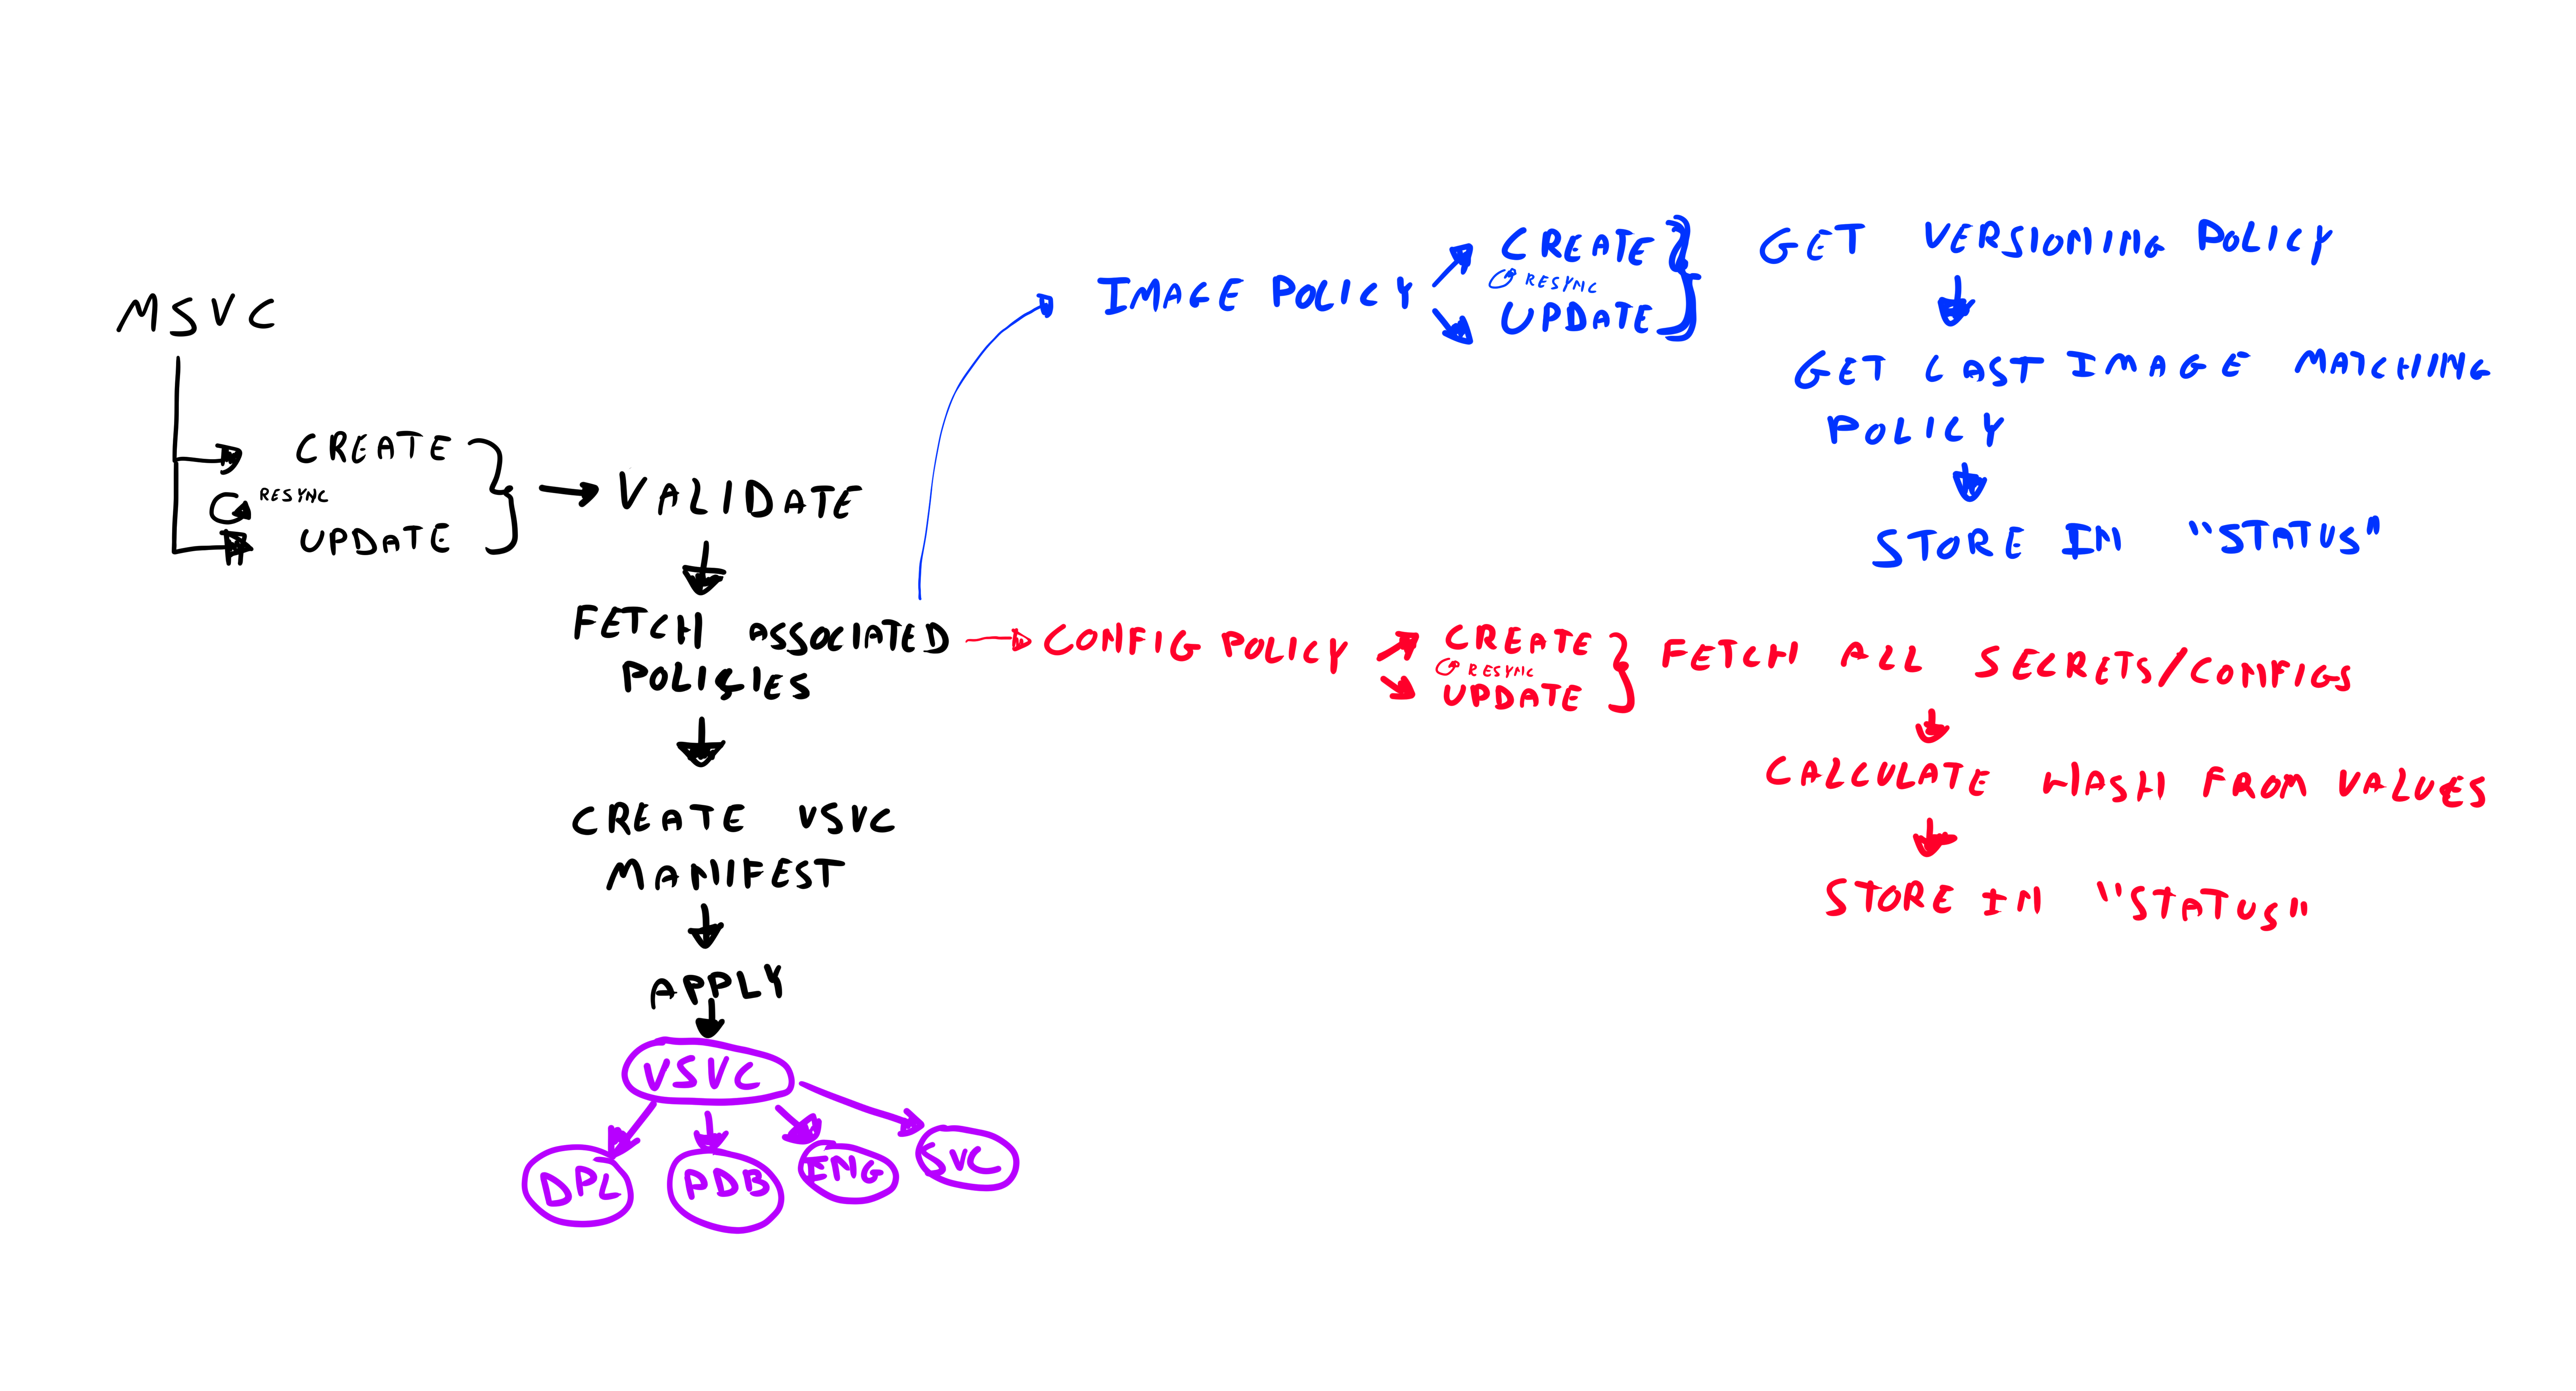 MSVC
CREATE
RESYNC
UPDATE
VALIDATE
FETCH ASSOCIATED
POLICIES
CREATE VSVC
MANIFEST
APPLY
VSVC
DPL
PDB
ING
SVC
IMAGE POLICY
CREATE
RESYNC
UPDATE
GET VERSIONING POLICY
GET LAST IMAGE MATCHING
POLICY
STORE IN "STATUS"
CONFIG POLICY
CREATE
RESYNC
UPDATE
FETCH ALL SECRETS/CONFIGS
CALCULATE HASH FROM VALUES
STORE IN "STATUS"